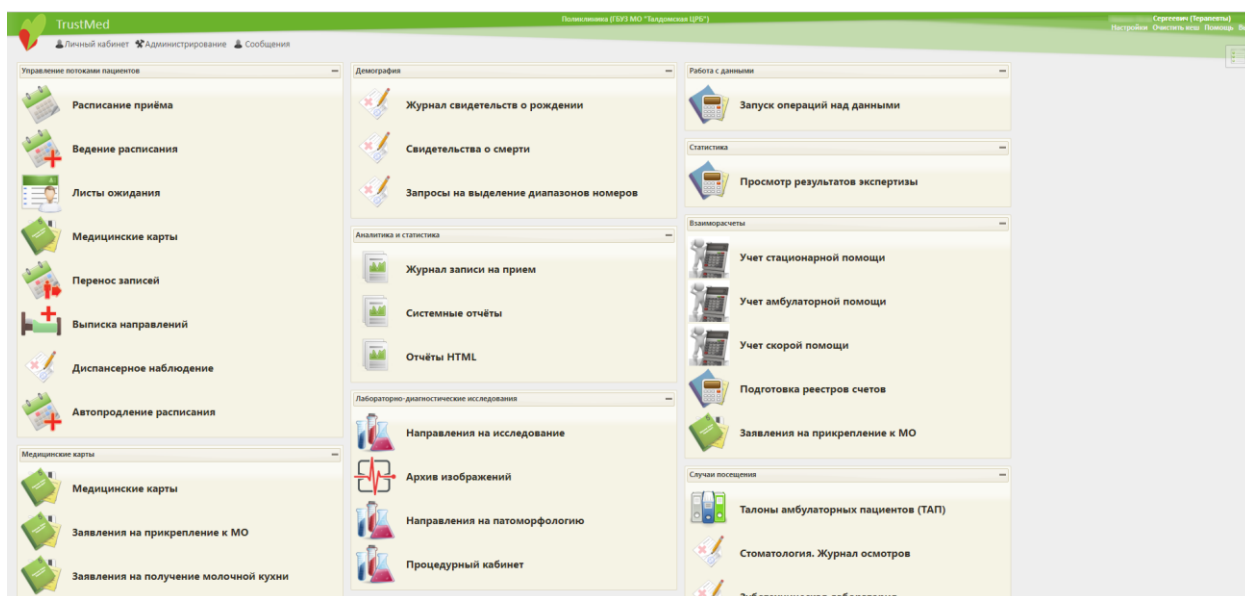 TrustMed
Поликлиника (ГБУЗ МО "Талдомская ЦРБ")
Сергеевич (Терапевты)
Настройки Очистить кеш Помощь
Личный кабинет Администрирование Сообщения
Управление потоками пациентов
Расписание приёма
Ведение расписания
Листы ожидания
Медицинские карты
Перенос записей
Выписка направлений
Диспансерное наблюдение
Автопродление расписания
Медицинские карты
Медицинские карты
Заявления на прикрепление к МО
Заявления на получение молочной кухни
Демография
Журнал свидетельств о рождении
Свидетельства о смерти
Запросы на выделение диапазонов номеров
Аналитика и статистика
Журнал записи на прием
Системные отчёты
Отчёты HTML
Лабораторно-диагностические исследования
Направления на исследование
Архив изображений
Направления на патоморфологию
Процедурный кабинет
Работа с данными
Запуск операций над данными
Статистика
Просмотр результатов экспертизы
Взаиморасчеты
Учет стационарной помощи
Учет амбулаторной помощи
Учет скорой помощи
Подготовка реестров счетов
Заявления на прикрепление к МО
Случаи посещения
Талоны амбулаторных пациентов (ТАП)
Стоматология. Журнал осмотров